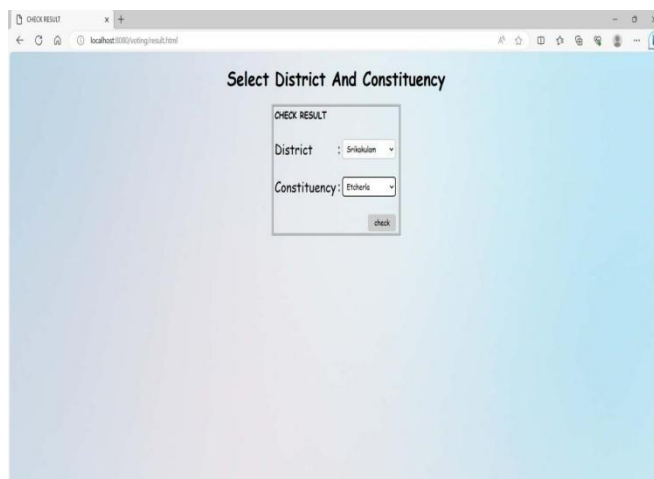 CHECK RESULT
localhost:8080/voting/result.html
Select District And Constituency
CHECK RESULT
District : Srikakulam
Constituency: Etcherla
check